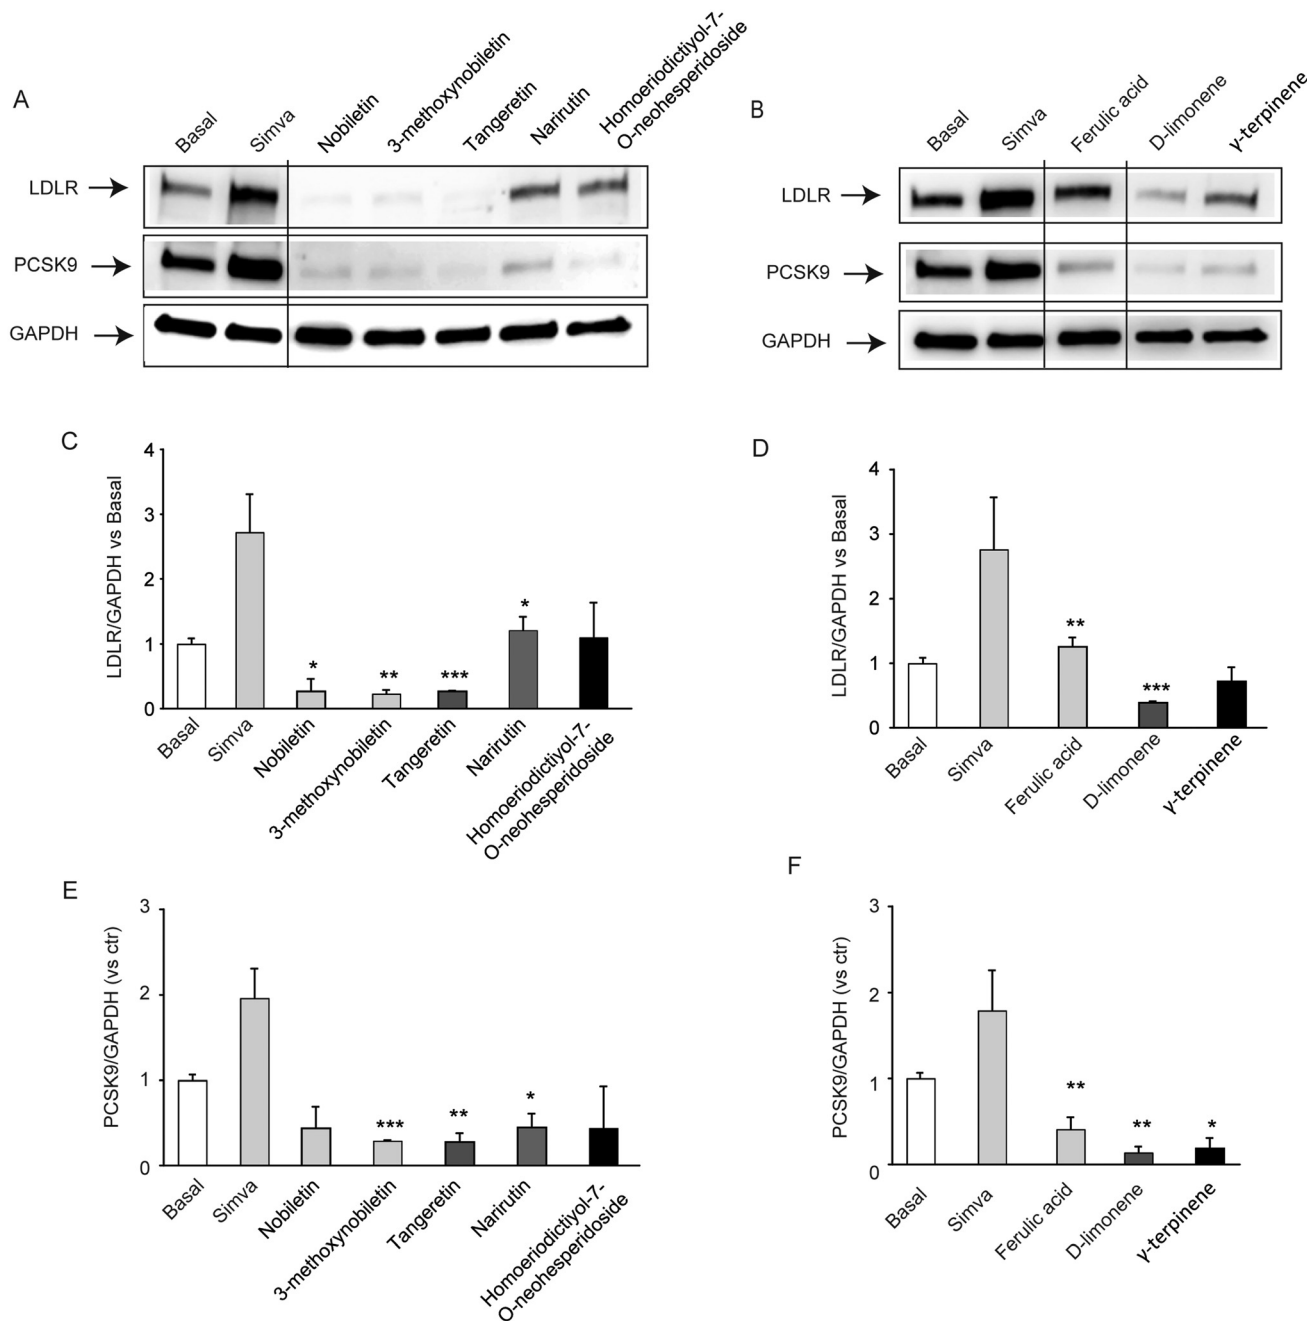 A
Basal
Simva
Nobiletin
3-methoxynobiletin
Tangeretin
Narirutin
Homoeriodictiyol-7-
O-neohesperidoside
LDLR
PCSK9
GAPDH
B
Basal
Simva
Ferulic acid
D-limonene
γ-terpinene
LDLR
PCSK9
GAPDH
C
LDLR/GAPDH vs Basal
4
3
2
1
0
*
**
***
*
Basal
Simva
Nobiletin
3-methoxynobiletin
Tangeretin
Narirutin
Homoeriodictiyol-7-
O-neohesperidoside
D
LDLR/GAPDH vs Basal
4
3
2
1
0
**
***
Basal
Simva
Ferulic acid
D-limonene
γ-terpinene
E
PCSK9/GAPDH (vs ctr)
3
2
1
0
***
**
*
Basal
Simva
Nobiletin
3-methoxynobiletin
Tangeretin
Narirutin
Homoeriodictiyol-7-
O-neohesperidoside
F
PCSK9/GAPDH (vs ctr)
3
2
1
0
**
**
*
Basal
Simva
Ferulic acid
D-limonene
γ-terpinene